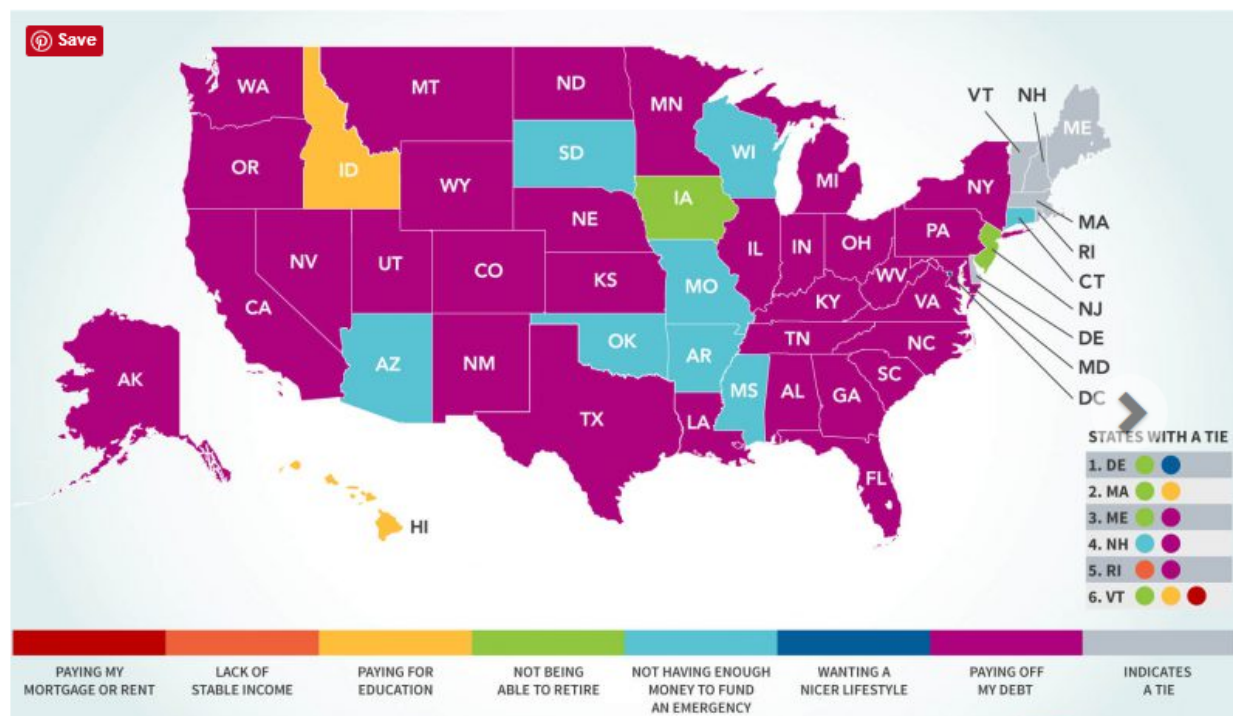 Save
WA
MT
ND
MN
VT
NH
ME
OR
ID
SD
WI
WY
MI
NY
IA
NE
PA
MA
NV
UT
CO
IL
IN
OH
RI
CA
KS
MO
WV
VA
CT
KY
NJ
AZ
NM
OK
AR
TN
NC
DE
AK
MS
AL
GA
SC
MD
TX
LA
DC
FL
HI
STATES WITH A TIE
1. DE
2. MA
3. ME
4. NH
5. RI
6. VT
PAYING MY
MORTGAGE OR RENT
LACK OF
STABLE INCOME
PAYING FOR
EDUCATION
NOT BEING
ABLE TO RETIRE
NOT HAVING ENOUGH
MONEY TO FUND
AN EMERGENCY
WANTING A
NICER LIFESTYLE
PAYING OFF
MY DEBT
INDICATES
A TIE